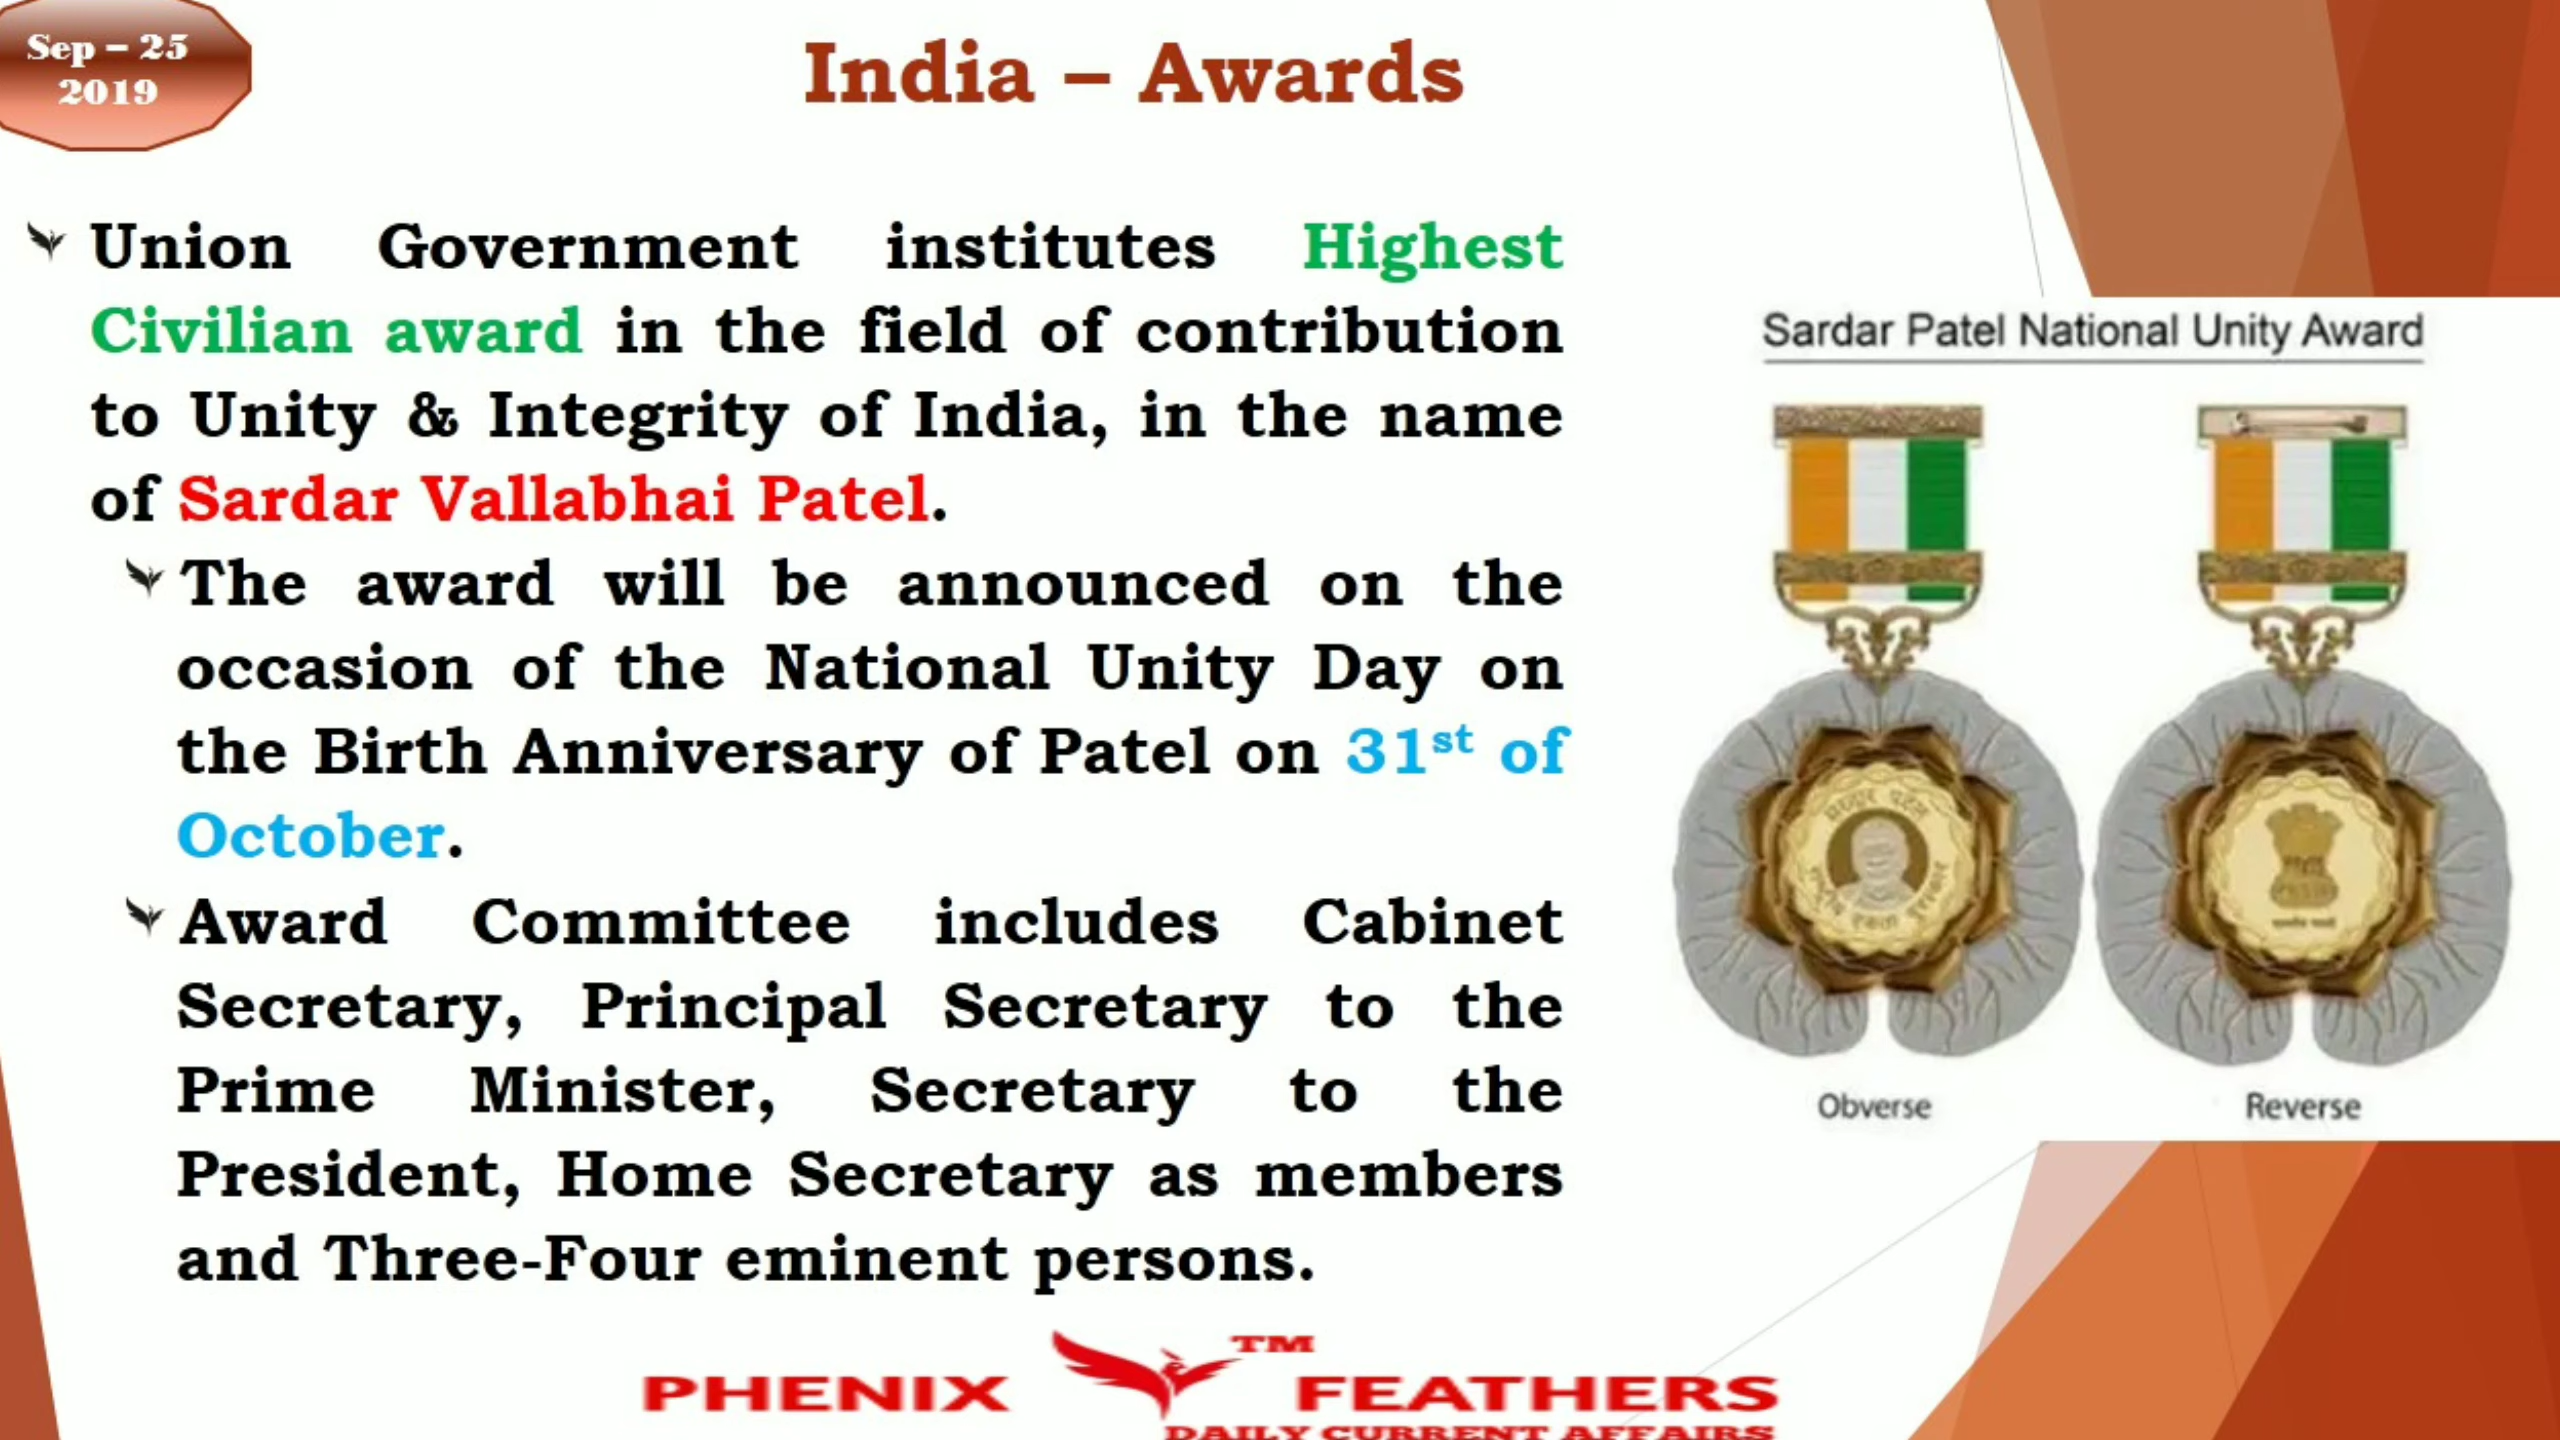 Sep – 25
2019
India – Awards
Union Government institutes Highest
Civilian award in the field of contribution
to Unity & Integrity of India, in the name
of Sardar Vallabhai Patel.
The award will be announced on the
occasion of the National Unity Day on
the Birth Anniversary of Patel on 31st of
October.
Award Committee includes Cabinet
Secretary, Principal Secretary to the
Prime Minister, Secretary to the
President, Home Secretary as members
and Three-Four eminent persons.
Sardar Patel National Unity Award
Obverse
Reverse
PHENIX FEATHERS TM
DAILY CURRENT AFFAIRS